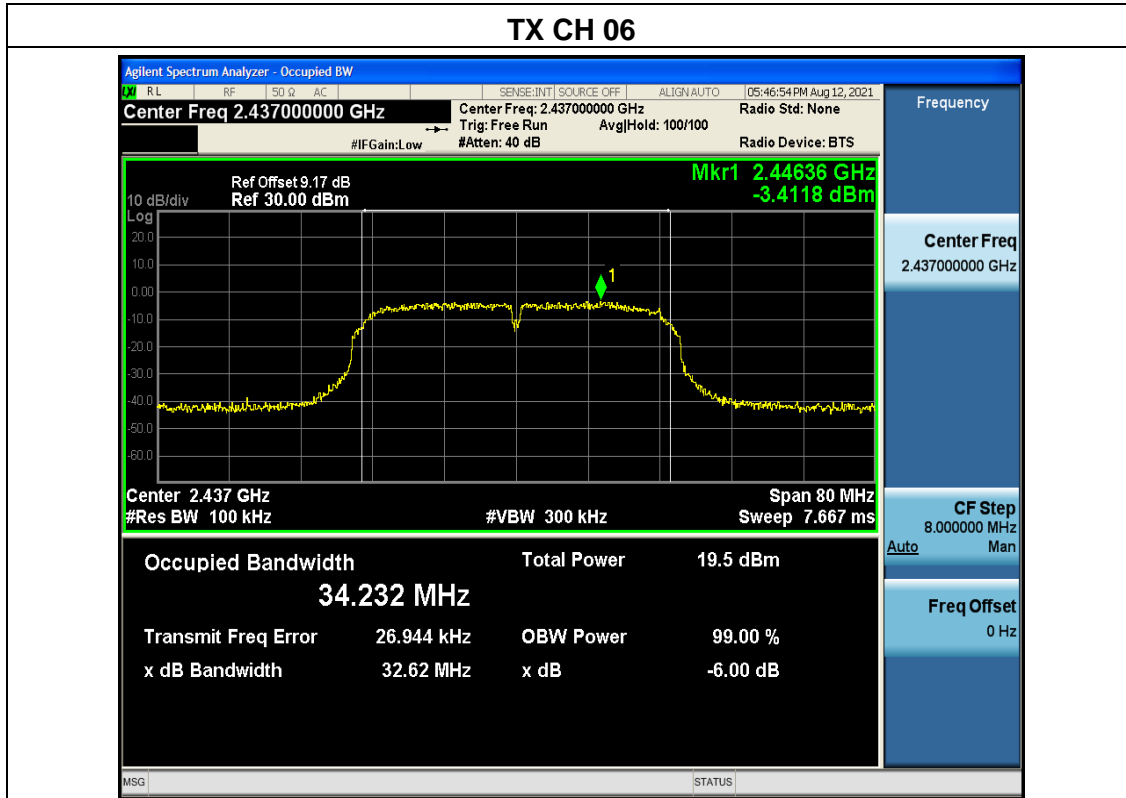 TX CH 06
Agilent Spectrum Analyzer - Occupied BW
LXI RL RF 50 Ω AC SENSE:INT SOURCE OFF ALIGNAUTO 05:46:54 PM Aug 12, 2021
Center Freq 2.437000000 GHz
Center Freq: 2.437000000 GHz
Radio Std: None
Trig: Free Run Avg|Hold: 100/100
#IFGain:Low #Atten: 40 dB Radio Device: BTS
Frequency
Mkr1 2.44636 GHz
-3.4118 dBm
Ref Offset 9.17 dB
10 dB/div Ref 30.00 dBm
Log
20.0
10.0
0.00
-10.0
-20.0
-30.0
-40.0
-50.0
-60.0
1
Center 2.437 GHz Span 80 MHz
#Res BW 100 kHz #VBW 300 kHz Sweep 7.667 ms
Occupied Bandwidth Total Power 19.5 dBm
34.232 MHz
Transmit Freq Error 26.944 kHz OBW Power 99.00 %
x dB Bandwidth 32.62 MHz x dB -6.00 dB
Center Freq
2.437000000 GHz
CF Step
8.000000 MHz
Auto Man
Freq Offset
0 Hz
MSG STATUS